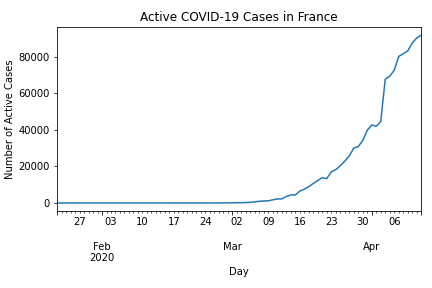 Active COVID-19 Cases in France
Number of Active Cases
80000
60000
40000
20000
0
27 03 10 17 24 02 09 16 23 30 06
Feb Mar Apr
2020
Day